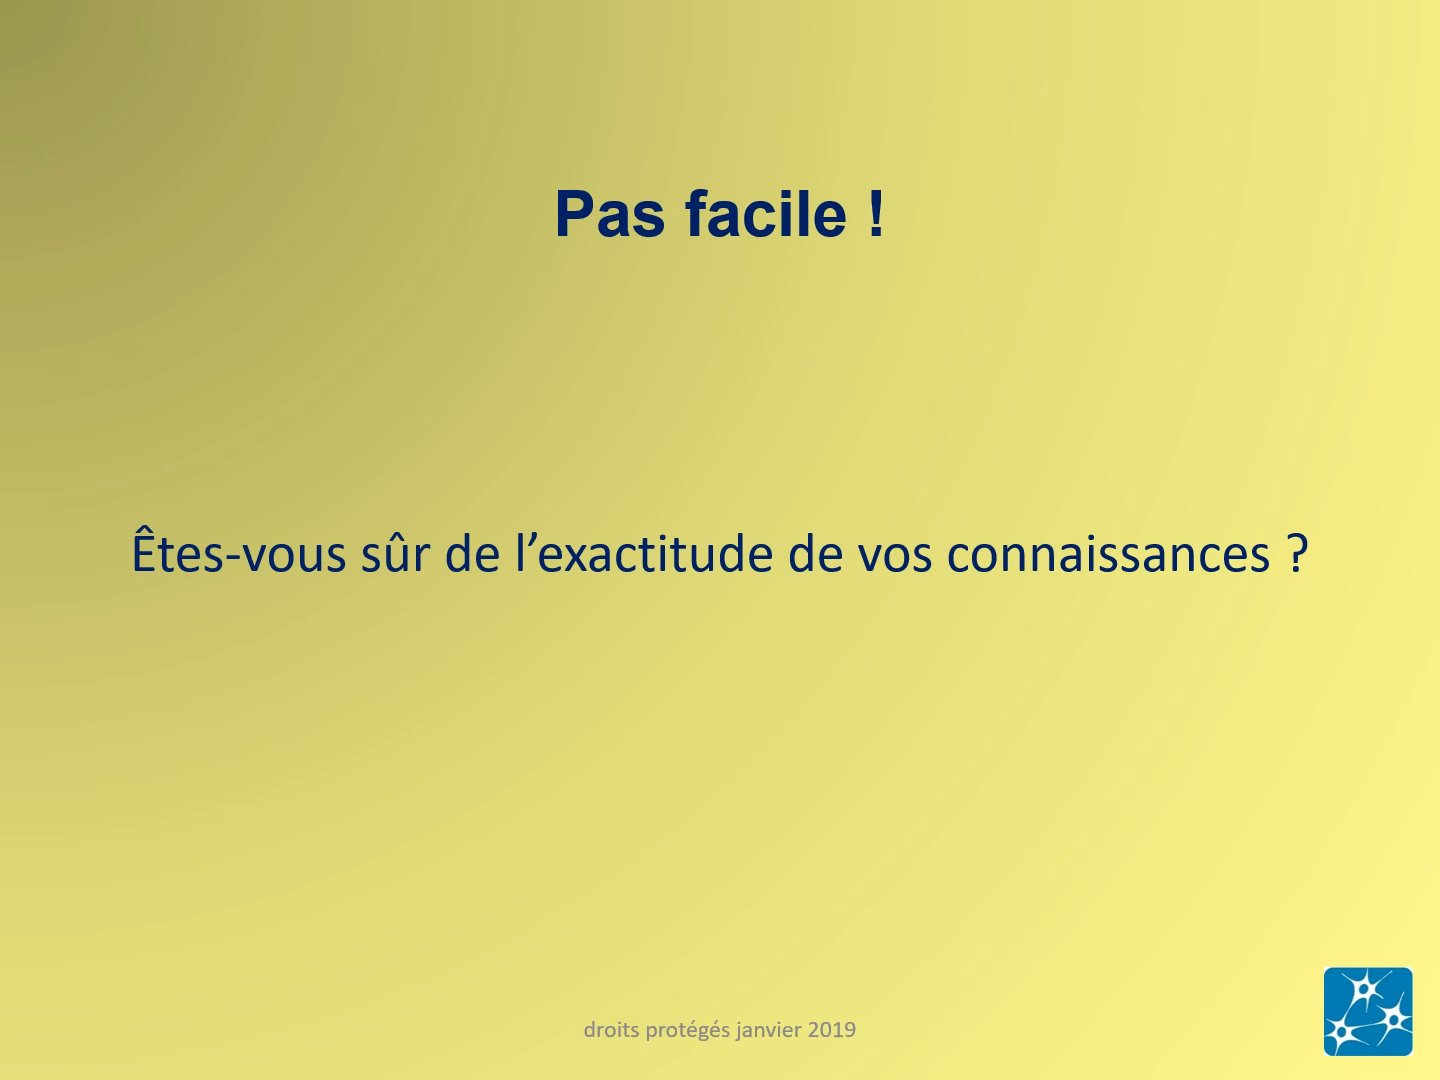 Pas facile !
Êtes-vous sûr de l’exactitude de vos connaissances ?
droits protégés janvier 2019